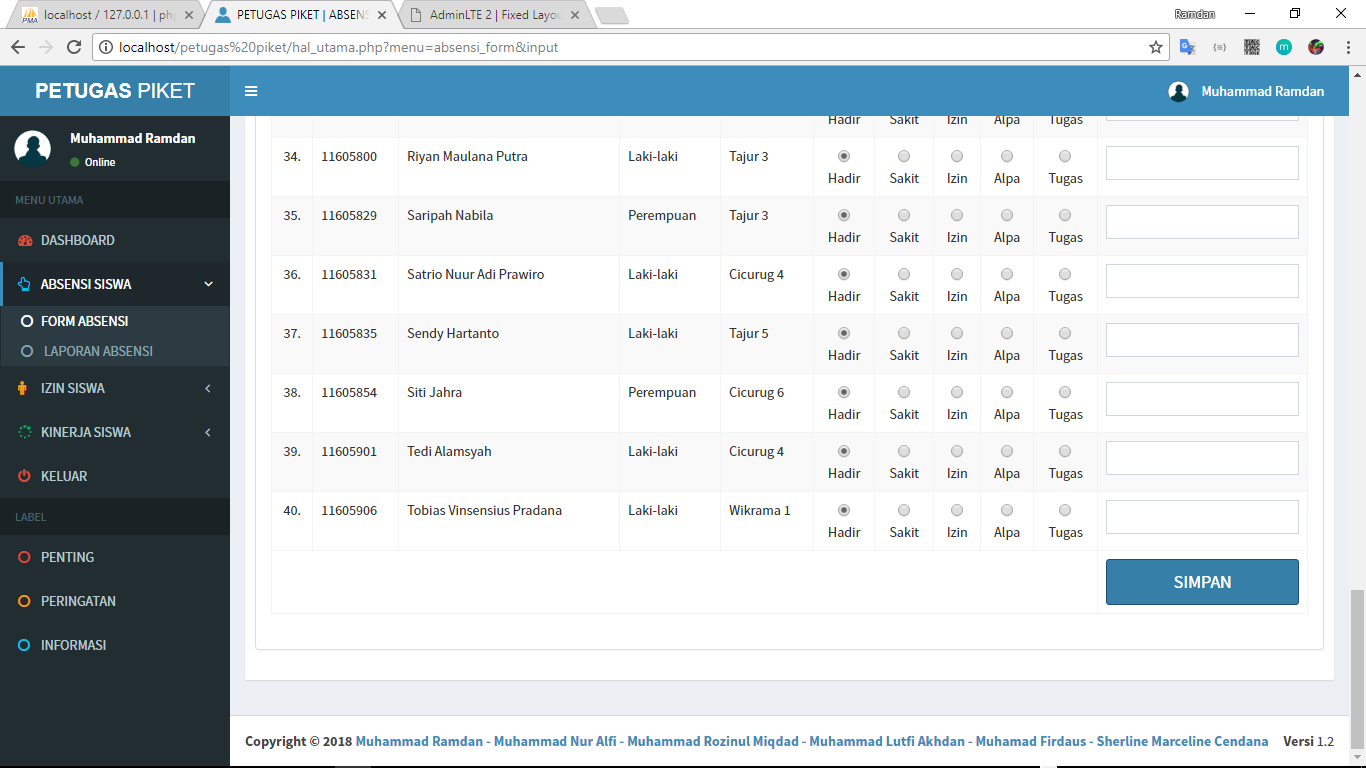 localhost / 127.0.0.1 | ph
PETUGAS PIKET | ABSENS
AdminLTE 2 | Fixed Layou
Ramdan
localhost/petugas%20piket/hal_utama.php?menu=absensi_form&input
PETUGAS PIKET
Muhammad Ramdan
Muhammad Ramdan
Online
MENU UTAMA
DASHBOARD
ABSENSI SISWA
FORM ABSENSI
LAPORAN ABSENSI
IZIN SISWA
KINERJA SISWA
KELUAR
LABEL
PENTING
PERINGATAN
INFORMASI
Hadir Sakit Izin Alpa Tugas
34. 11605800 Riyan Maulana Putra Laki-laki Tajur 3
Hadir Sakit Izin Alpa Tugas
35. 11605829 Saripah Nabila Perempuan Tajur 3
Hadir Sakit Izin Alpa Tugas
36. 11605831 Satrio Nuur Adi Prawiro Laki-laki Cicurug 4
Hadir Sakit Izin Alpa Tugas
37. 11605835 Sendy Hartanto Laki-laki Tajur 5
Hadir Sakit Izin Alpa Tugas
38. 11605854 Siti Jahra Perempuan Cicurug 6
Hadir Sakit Izin Alpa Tugas
39. 11605901 Tedi Alamsyah Laki-laki Cicurug 4
Hadir Sakit Izin Alpa Tugas
40. 11605906 Tobias Vinsensius Pradana Laki-laki Wikrama 1
Hadir Sakit Izin Alpa Tugas
SIMPAN
Copyright © 2018 Muhammad Ramdan - Muhammad Nur Alfi - Muhammad Rozinul Miqdad - Muhammad Lutfi Akhdan - Muhamad Firdaus - Sherline Marceline Cendana Versi 1.2